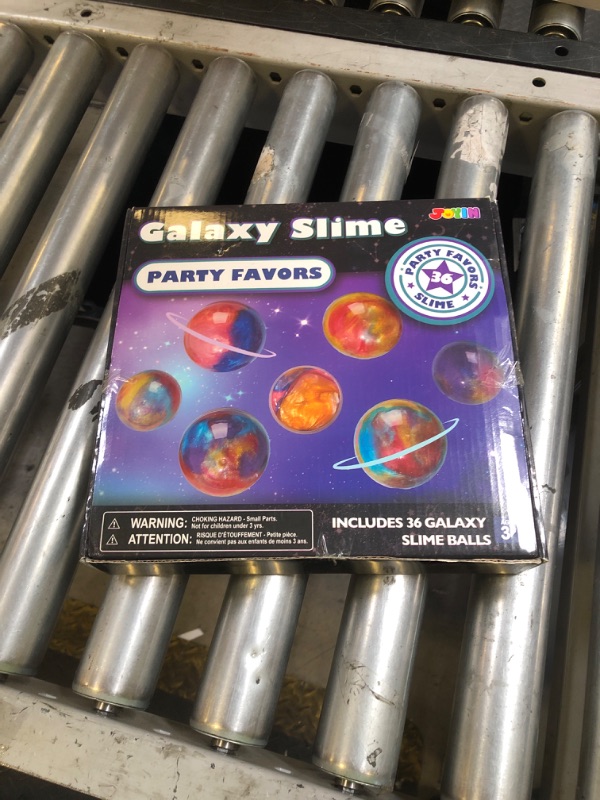 Galaxy Slime
JOYIN
PARTY FAVORS
PARTY FAVORS
36
SLIME
WARNING: CHOKING HAZARD - Small Parts.
Not for children under 3 yrs.
ATTENTION: RISQUE D'ÉTOUFFEMENT - Petite pièce.
Ne convient pas aux enfants de moins 3 ans.
INCLUDES 36 GALAXY
SLIME BALLS